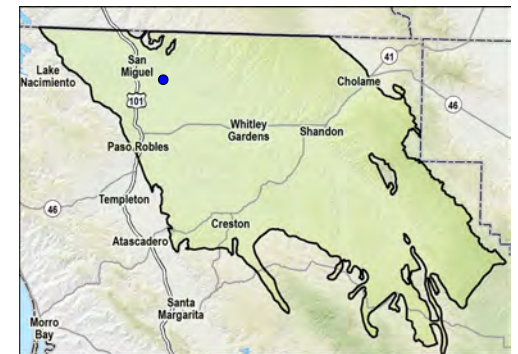 San
Miguel
Lake
Nacimiento
41
Cholame
101
46
Whitley
Gardens
Shandon
Paso Robles
Templeton
46
Creston
Atascadero
Santa
Margarita
Morro
Bay